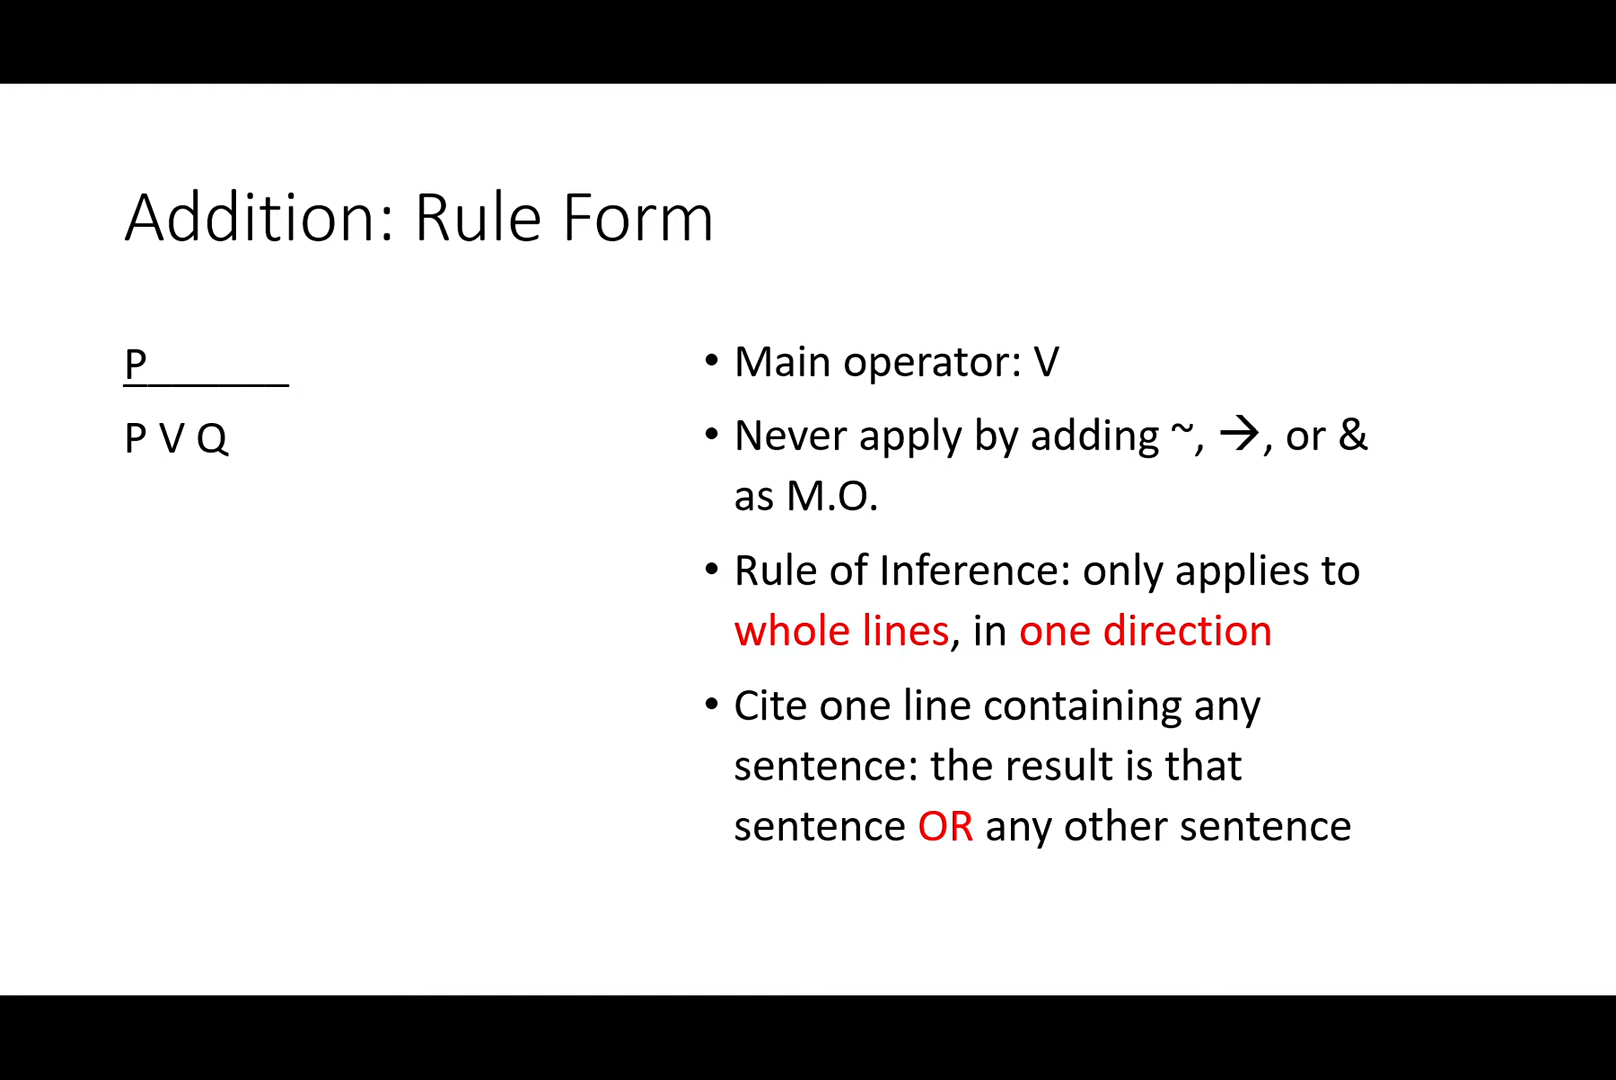 Addition: Rule Form
P______
P V Q
• Main operator: V
• Never apply by adding ~, →, or &
as M.O.
• Rule of Inference: only applies to
whole lines, in one direction
• Cite one line containing any
sentence: the result is that
sentence OR any other sentence